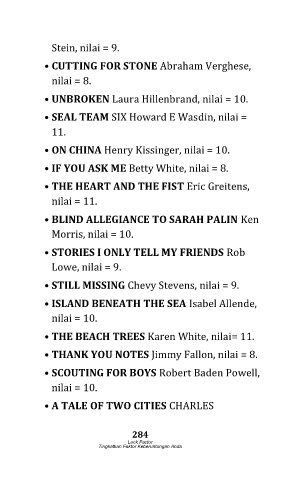 Stein, nilai = 9.
• CUTTING FOR STONE Abraham Verghese,
nilai = 8.
• UNBROKEN Laura Hillenbrand, nilai = 10.
• SEAL TEAM SIX Howard E Wasdin, nilai =
11.
• ON CHINA Henry Kissinger, nilai = 10.
• IF YOU ASK ME Betty White, nilai = 8.
• THE HEART AND THE FIST Eric Greitens,
nilai = 11.
• BLIND ALLEGIANCE TO SARAH PALIN Ken
Morris, nilai = 10.
• STORIES I ONLY TELL MY FRIENDS Rob
Lowe, nilai = 9.
• STILL MISSING Chevy Stevens, nilai = 9.
• ISLAND BENEATH THE SEA Isabel Allende,
nilai = 10.
• THE BEACH TREES Karen White, nilai= 11.
• THANK YOU NOTES Jimmy Fallon, nilai = 8.
• SCOUTING FOR BOYS Robert Baden Powell,
nilai = 10.
• A TALE OF TWO CITIES CHARLES
284
Luck Factor
Tingkatkan Faktor Keberuntungan Anda